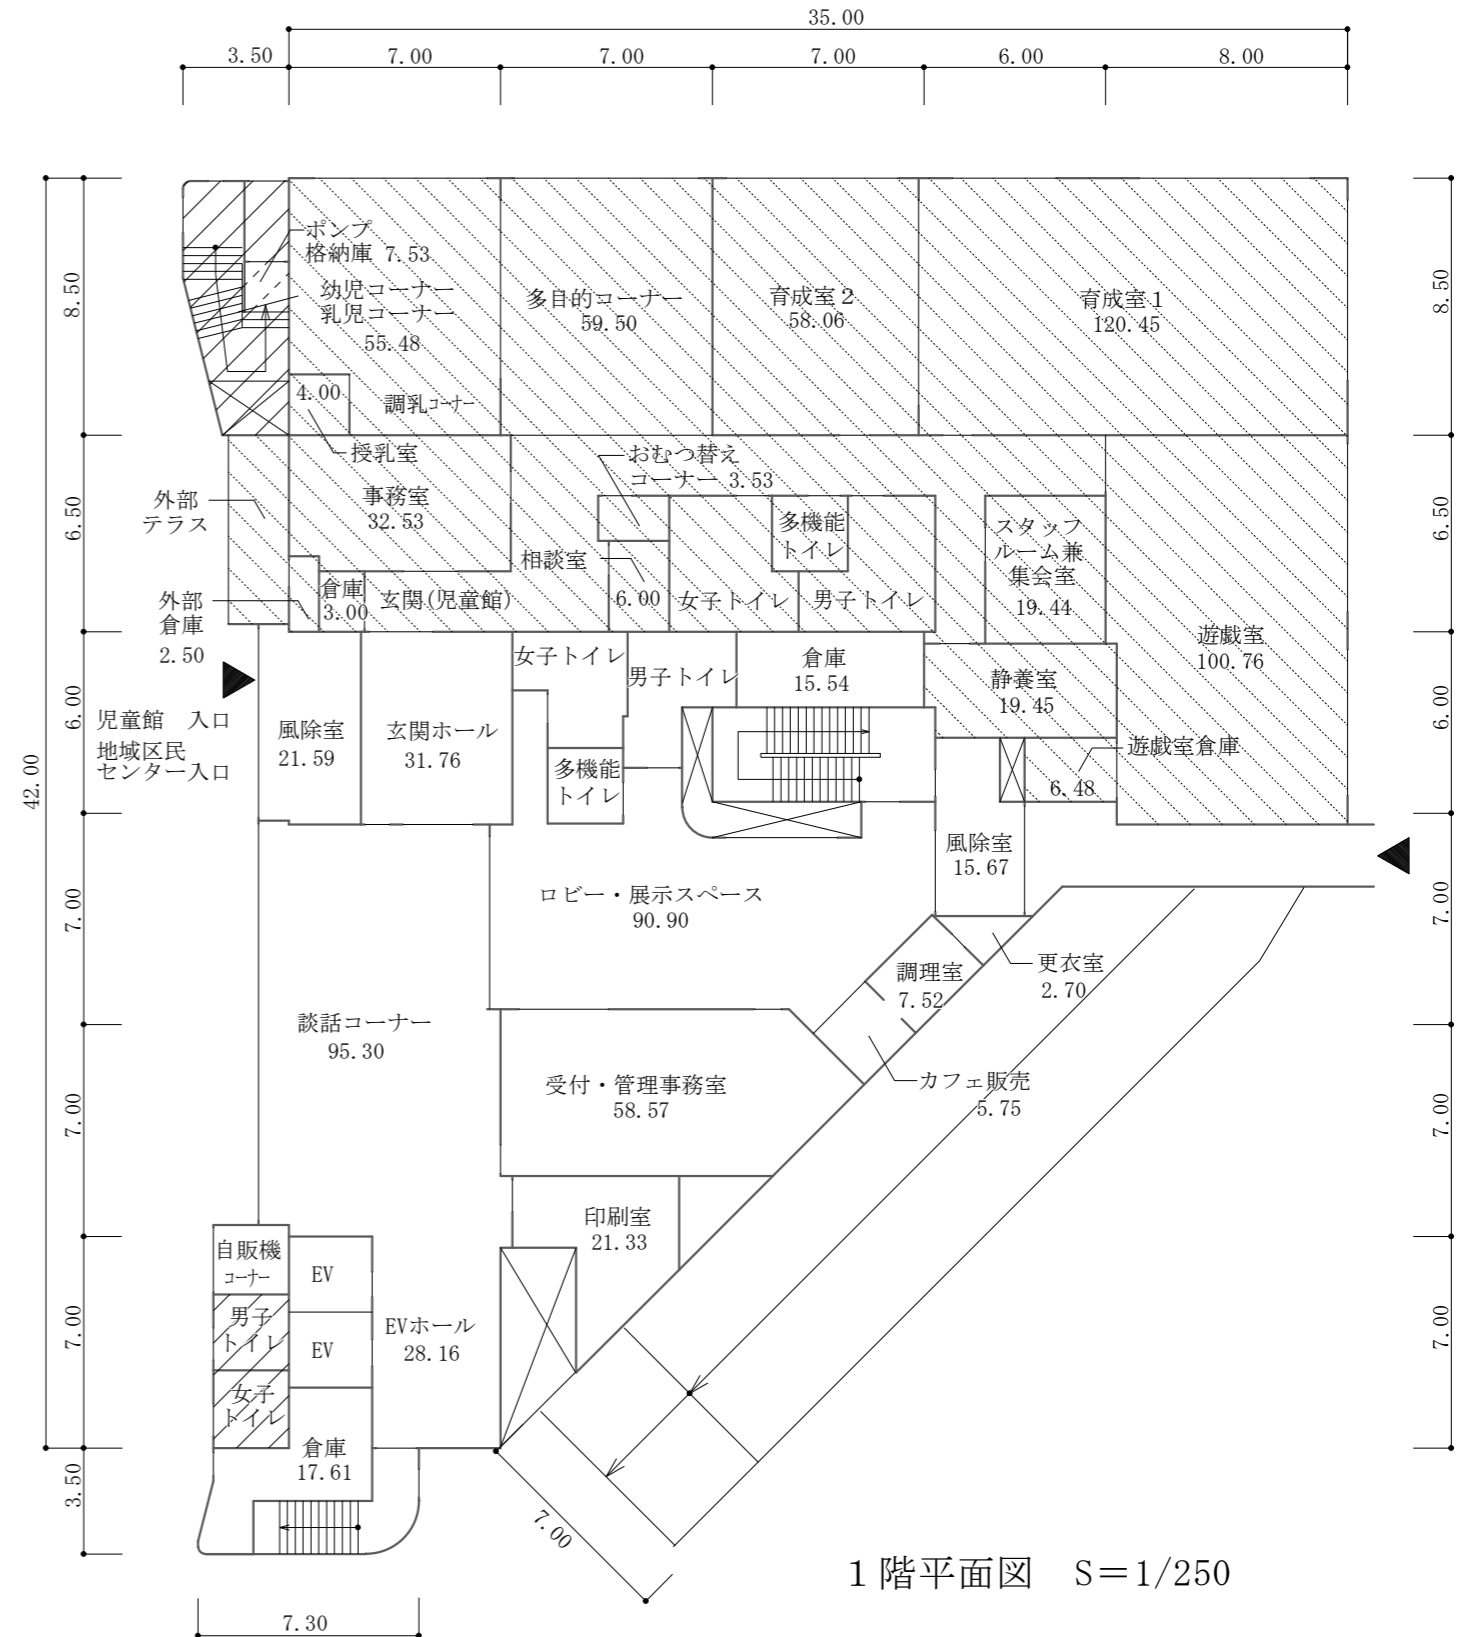 35.00
3.50
7.00
7.00
7.00
6.00
8.00
42.00
8.50
6.50
6.00
7.00
7.00
7.00
3.50
8.50
6.50
6.00
7.00
7.00
7.00
ポンプ
格納庫 7.53
幼児コーナー
乳児コーナー
55.48
多目的コーナー
59.50
育成室２
58.06
育成室１
120.45
4.00
調乳コーナー
授乳室
事務室
32.53
おむつ替え
コーナー 3.53
外部
テラス
多機能
トイレ
スタッフ
ルーム兼
集会室
19.44
相談室
6.00
倉庫
3.00
玄関(児童館)
女子トイレ
男子トイレ
外部
倉庫
2.50
遊戯室
100.76
女子トイレ
男子トイレ
倉庫
15.54
静養室
19.45
児童館　入口
地域区民
センター入口
風除室
21.59
玄関ホール
31.76
多機能
トイレ
遊戯室倉庫
6.48
風除室
15.67
ロビー・展示スペース
90.90
調理室
7.52
更衣室
2.70
談話コーナー
95.30
受付・管理事務室
58.57
カフェ販売
5.75
印刷室
21.33
自販機
コーナー
EV
男子
トイレ
EV
EVホール
28.16
女子
トイレ
倉庫
17.61
7.00
１階平面図　S＝1/250
7.30